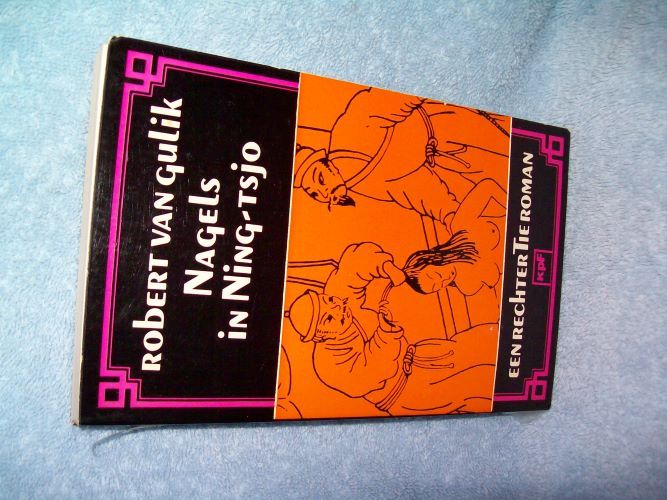 ROBERT VAN GULIK
NAGELS
IN NING-TSJO
EEN RECHTER TIE ROMAN
KPF